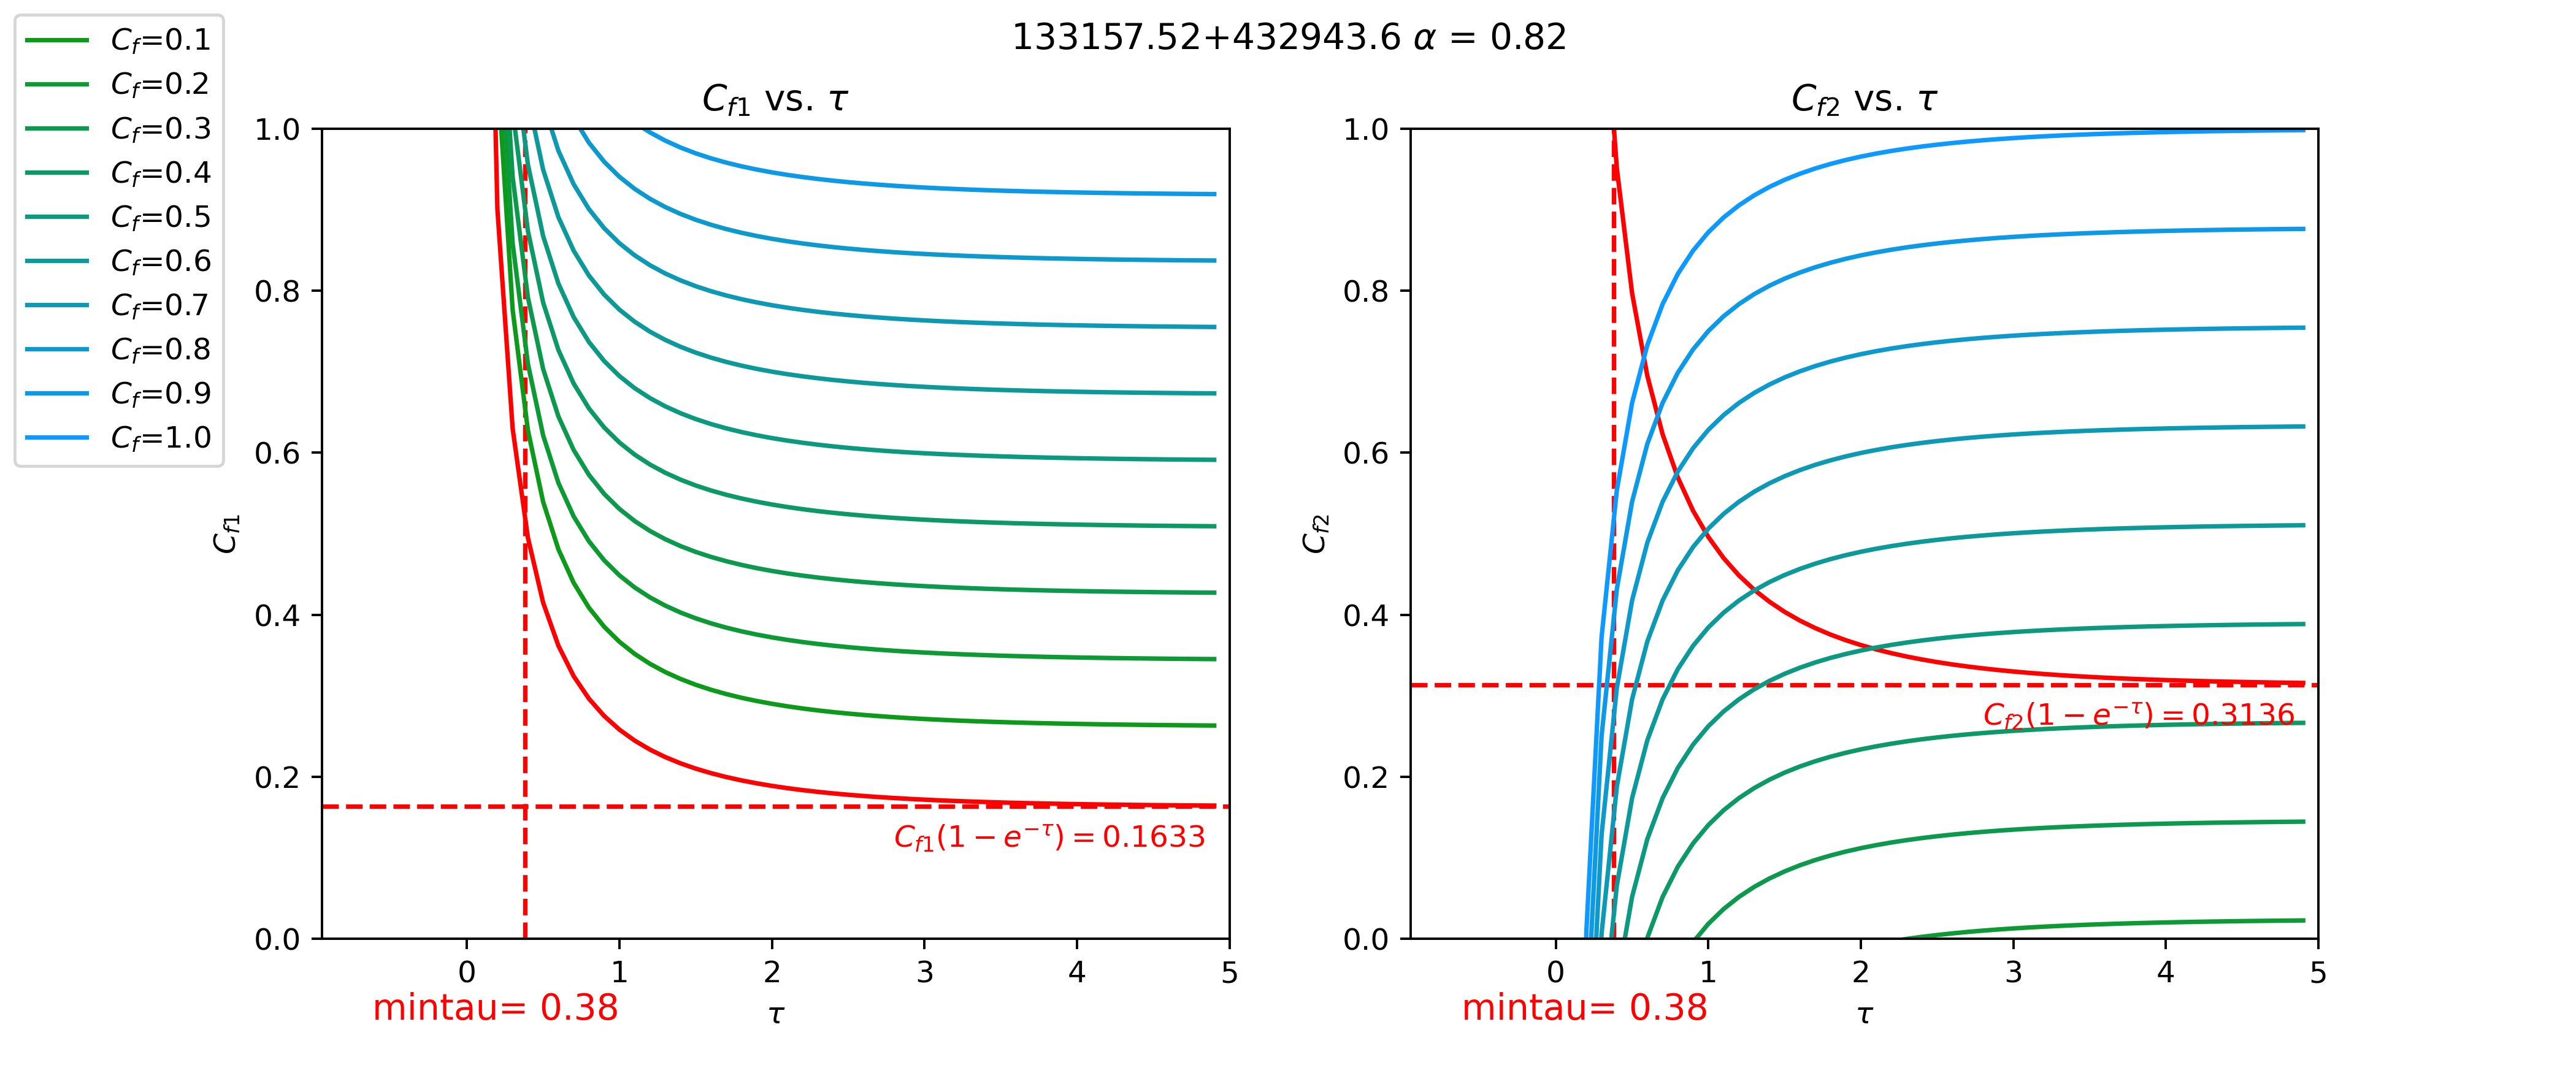 133157.52+432943.6 α = 0.82
C_f=0.1
C_f=0.2
C_f=0.3
C_f=0.4
C_f=0.5
C_f=0.6
C_f=0.7
C_f=0.8
C_f=0.9
C_f=1.0
C_f1 vs. τ
1.0
0.8
0.6
0.4
0.2
0.0
C_f1
C_f1(1 − e^−τ) = 0.1633
0 1 2 3 4 5
mintau= 0.38
τ
C_f2 vs. τ
1.0
0.8
0.6
0.4
0.2
0.0
C_f2
C_f2(1 − e^−τ) = 0.3136
0 1 2 3 4 5
mintau= 0.38
τ